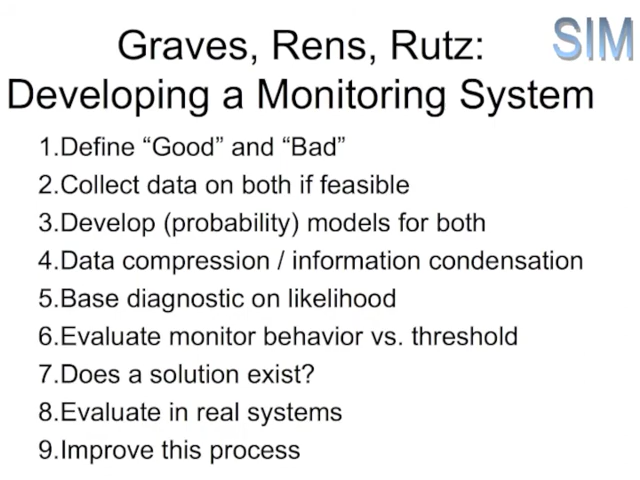 Graves, Rens, Rutz:
SIM
Developing a Monitoring System
1.Define “Good” and “Bad”
2.Collect data on both if feasible
3.Develop (probability) models for both
4.Data compression / information condensation
5.Base diagnostic on likelihood
6.Evaluate monitor behavior vs. threshold
7.Does a solution exist?
8.Evaluate in real systems
9.Improve this process